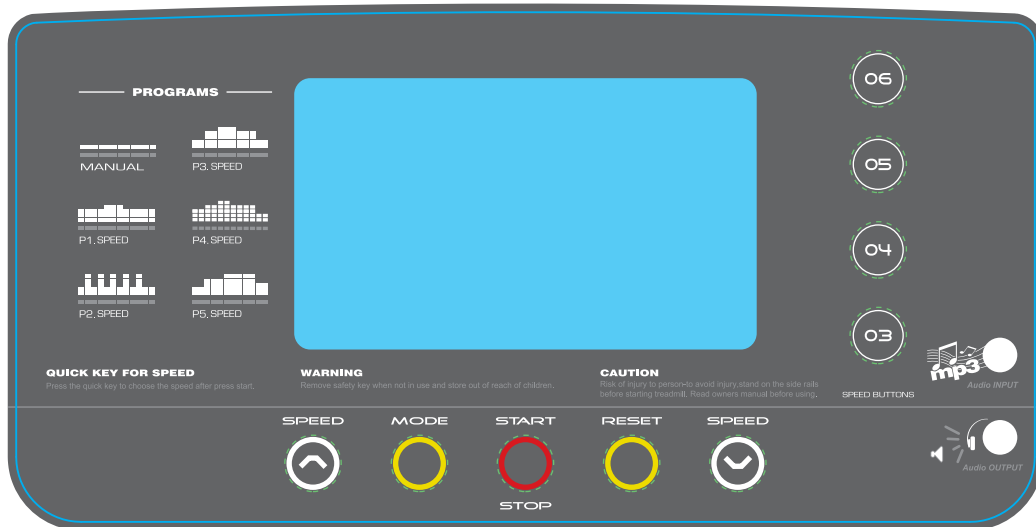 PROGRAMS
MANUAL
P3. SPEED
P1. SPEED
P4. SPEED
P2. SPEED
P5. SPEED
06
05
04
03
SPEED BUTTONS
mp3
Audio INPUT
QUICK KEY FOR SPEED
Press the quick key to choose the speed after press start.
WARNING
Remove safety key when not in use and store out of reach of children.
CAUTION
Risk of injury to person-to avoid injury,stand on the side rails
before starting treadmill. Read owners manual before using.
SPEED
MODE
START
RESET
SPEED
STOP
Audio OUTPUT